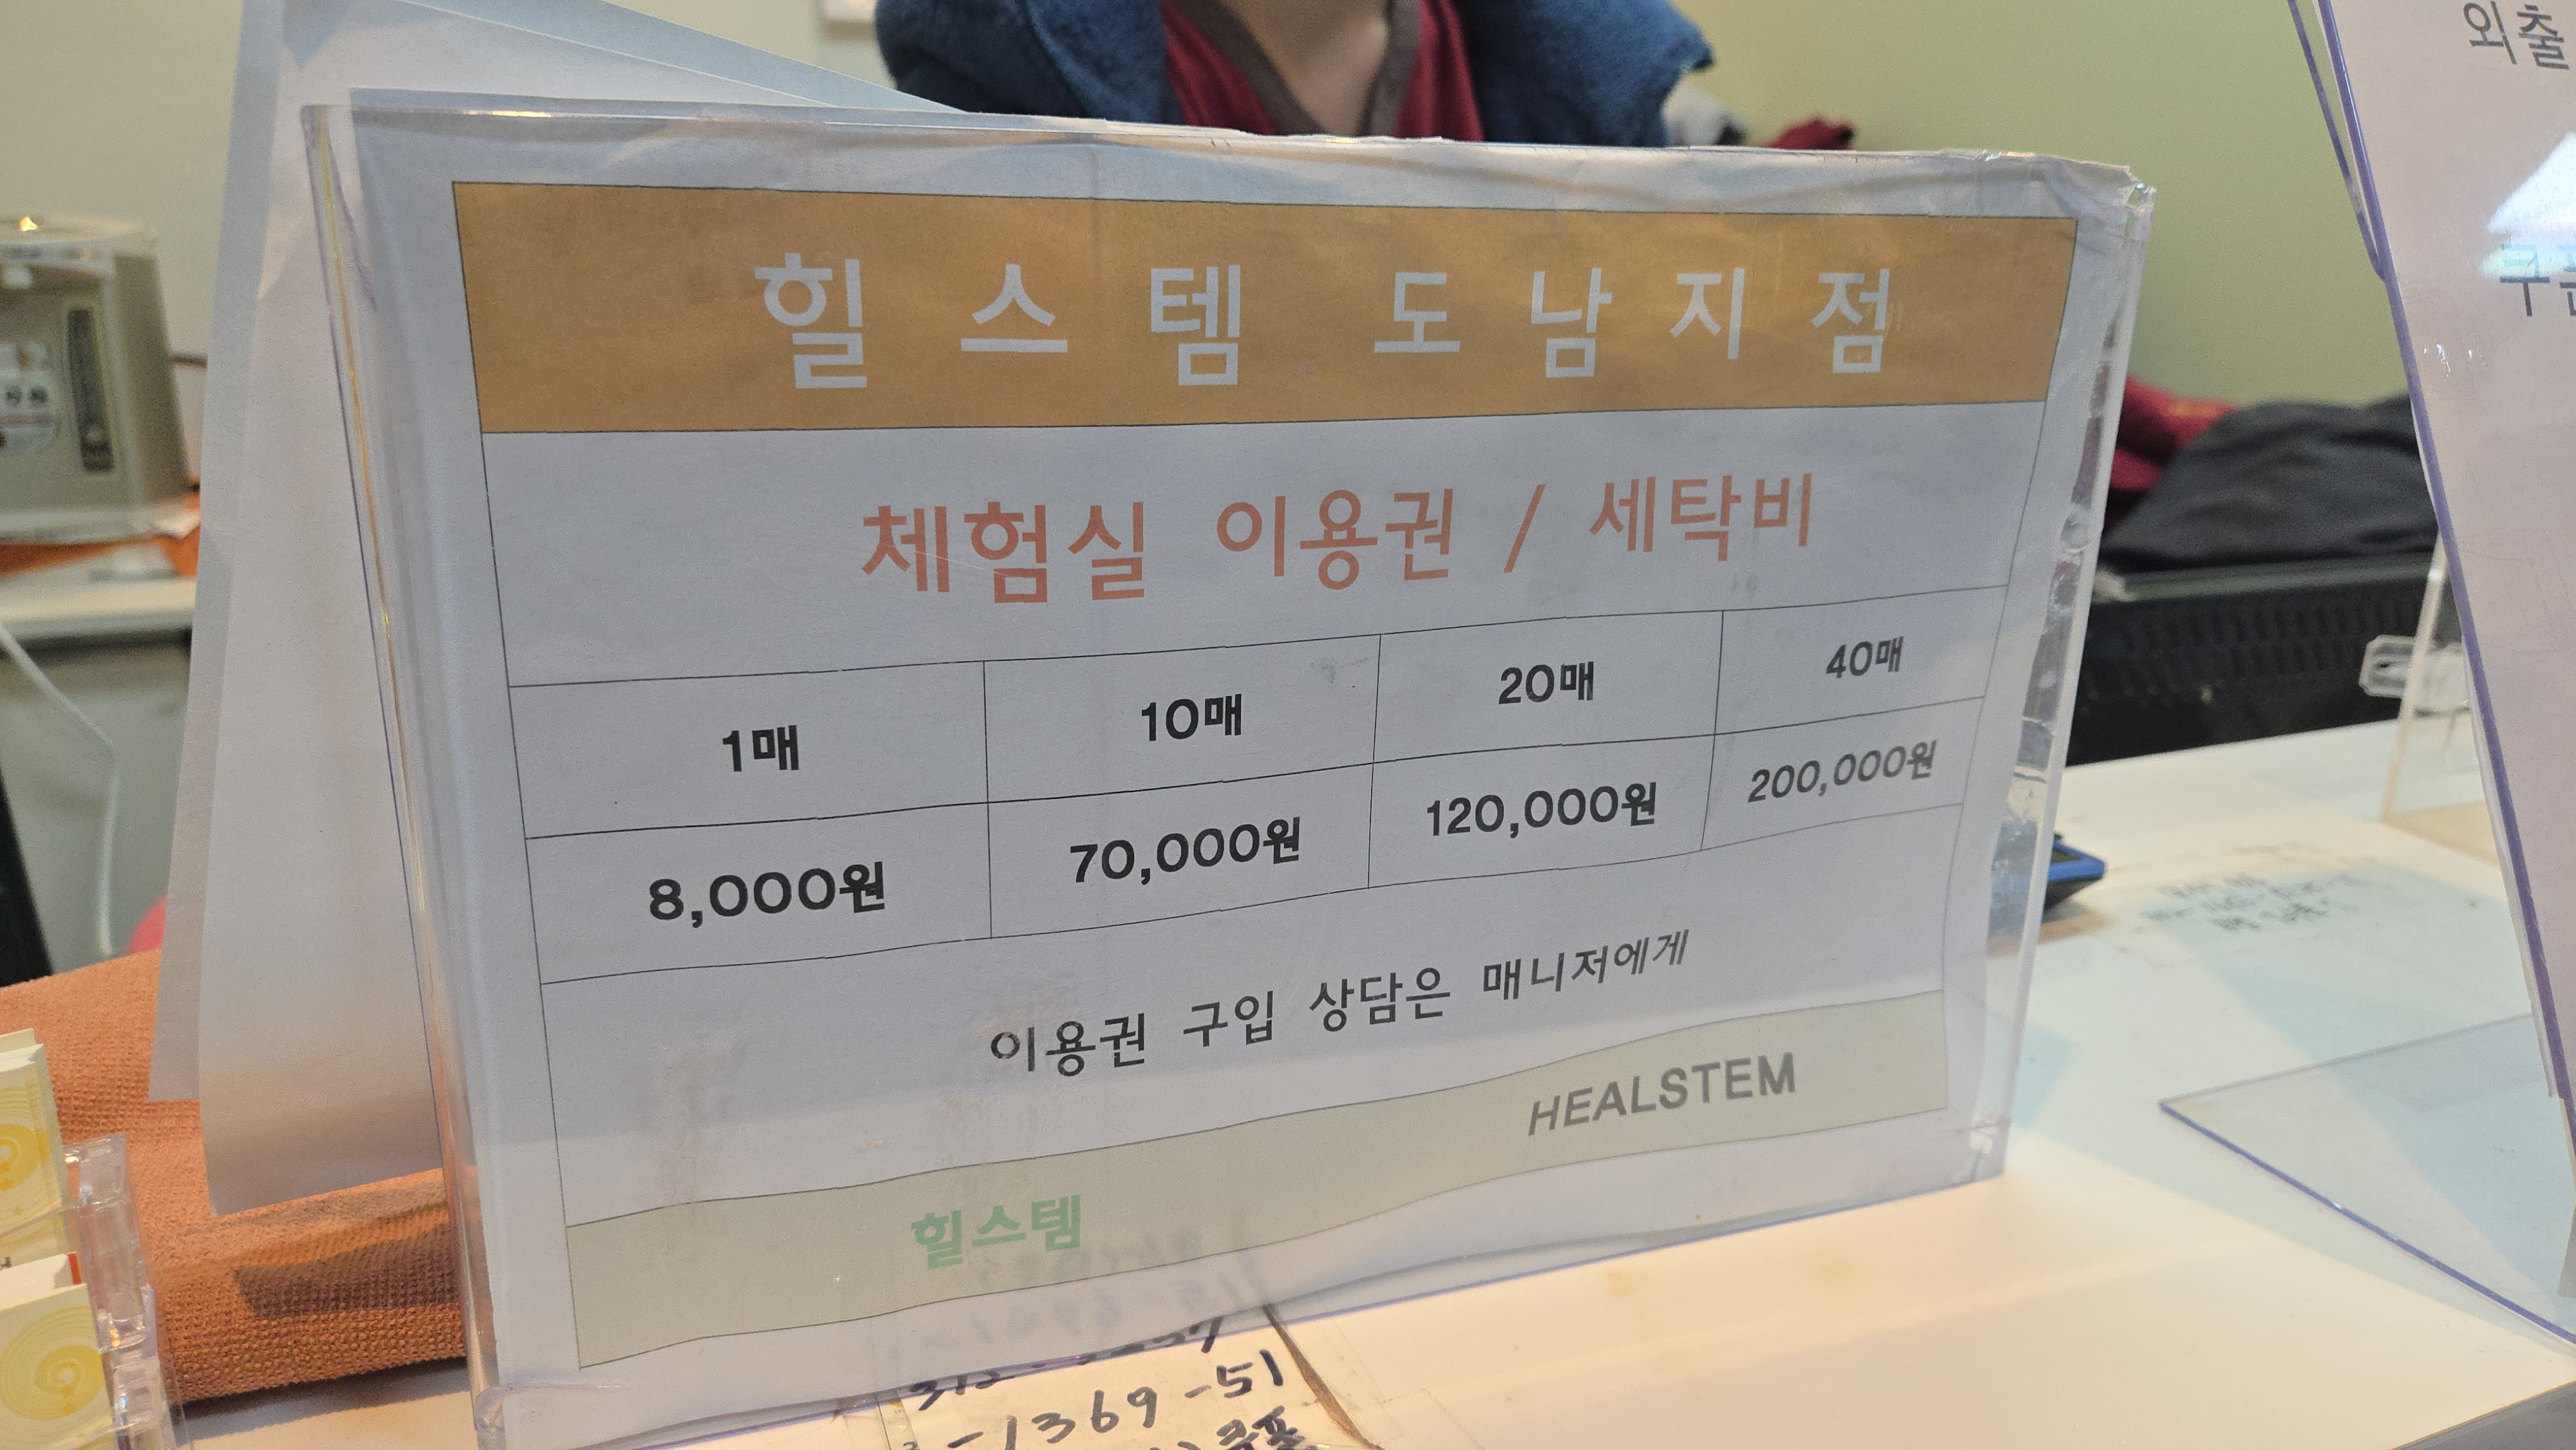 힐스템 도남지점
체험실 이용권 / 세탁비
1매 10매 20매 40매
8,000원 70,000원 120,000원 200,000원
이용권 구입 상담은 매니저에게
힐스템 HEALSTEM
외출
-1369-51